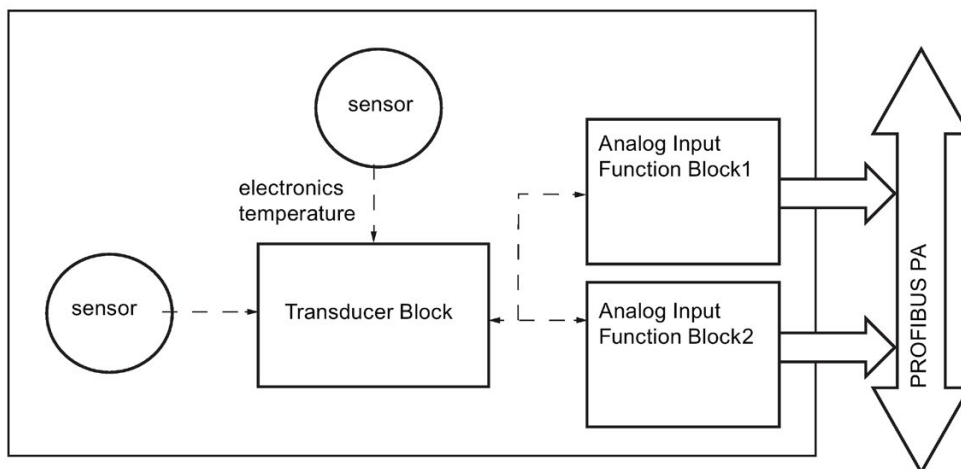 sensor
electronics
temperature
sensor
Transducer Block
Analog Input
Function Block1
Analog Input
Function Block2
PROFIBUS PA